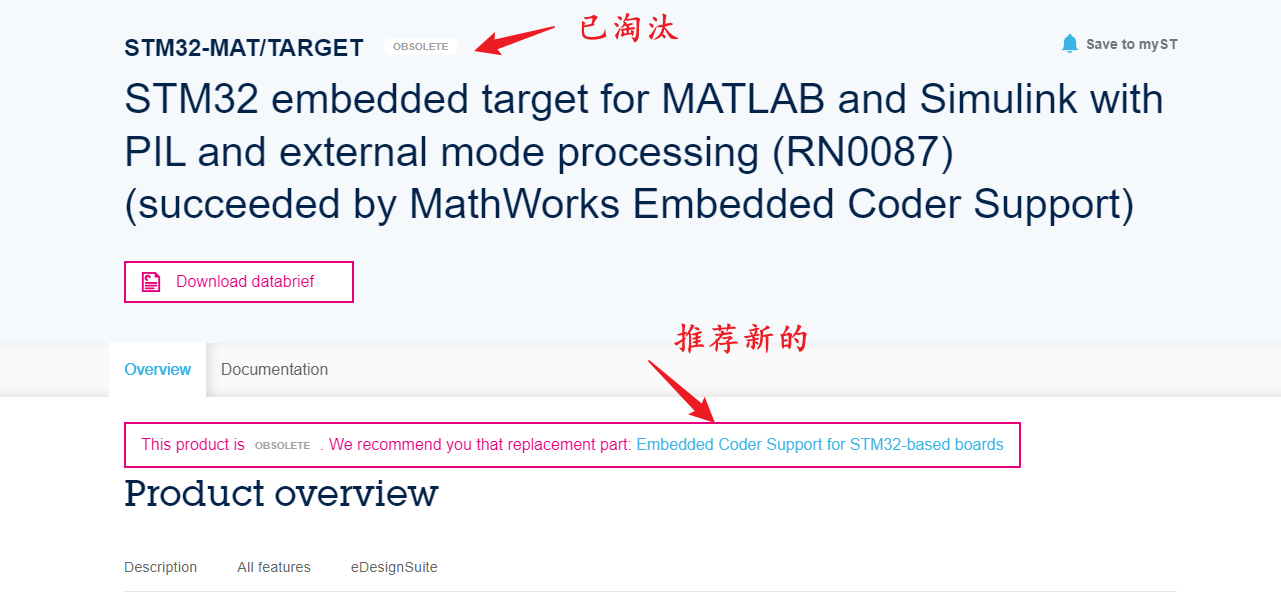 STM32-MAT/TARGET OBSOLETE 已淘汰 Save to myST
STM32 embedded target for MATLAB and Simulink with
PIL and external mode processing (RN0087)
(succeeded by MathWorks Embedded Coder Support)
Download databrief
推荐新的
Overview Documentation
This product is OBSOLETE . We recommend you that replacement part: Embedded Coder Support for STM32-based boards
Product overview
Description All features eDesignSuite